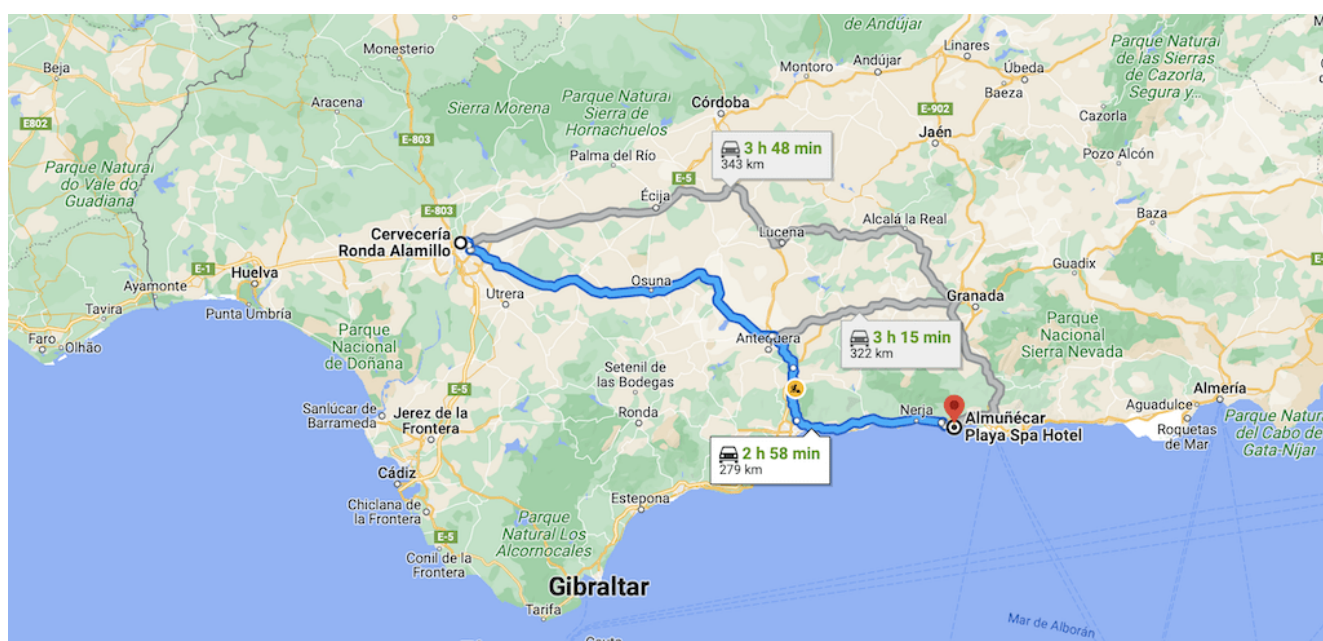 de Andújar
Monesterio
Linares
Parque Natural
de las Sierras
de Cazorla,
Segura y...
Beja
Montoro
Andújar
Úbeda
Baeza
E802
Aracena
Sierra Morena
Parque Natural
Sierra de
Hornachuelos
Córdoba
E-902
Cazorla
E-803
Jaén
Parque Natural
do Vale do
Guadiana
Palma del Río
3 h 48 min
343 km
Pozo Alcón
E-5
Écija
E-803
Alcalá la Real
Baza
Cervecería
Ronda Alamillo
Lucena
E-1
Huelva
Guadix
Ayamonte
Utrera
Osuna
Granada
Tavira
Punta Umbría
Faro
Olhão
Parque
Nacional
de Doñana
Antequera
3 h 15 min
322 km
Parque
Nacional
Sierra Nevada
Setenil de
las Bodegas
Almería
Sanlúcar de
Barrameda
Jerez de la
Frontera
E-5
Ronda
Nerja
Almuñécar
Playa Spa Hotel
Aguadulce
Roquetas
de Mar
Parque Natural
del Cabo de
Gata-Níjar
2 h 58 min
279 km
Cádiz
Chiclana de
la Frontera
Estepona
E-5
Parque
Natural Los
Alcornocales
Conil de la
Frontera
Gibraltar
Tarifa
Mar de Alborán